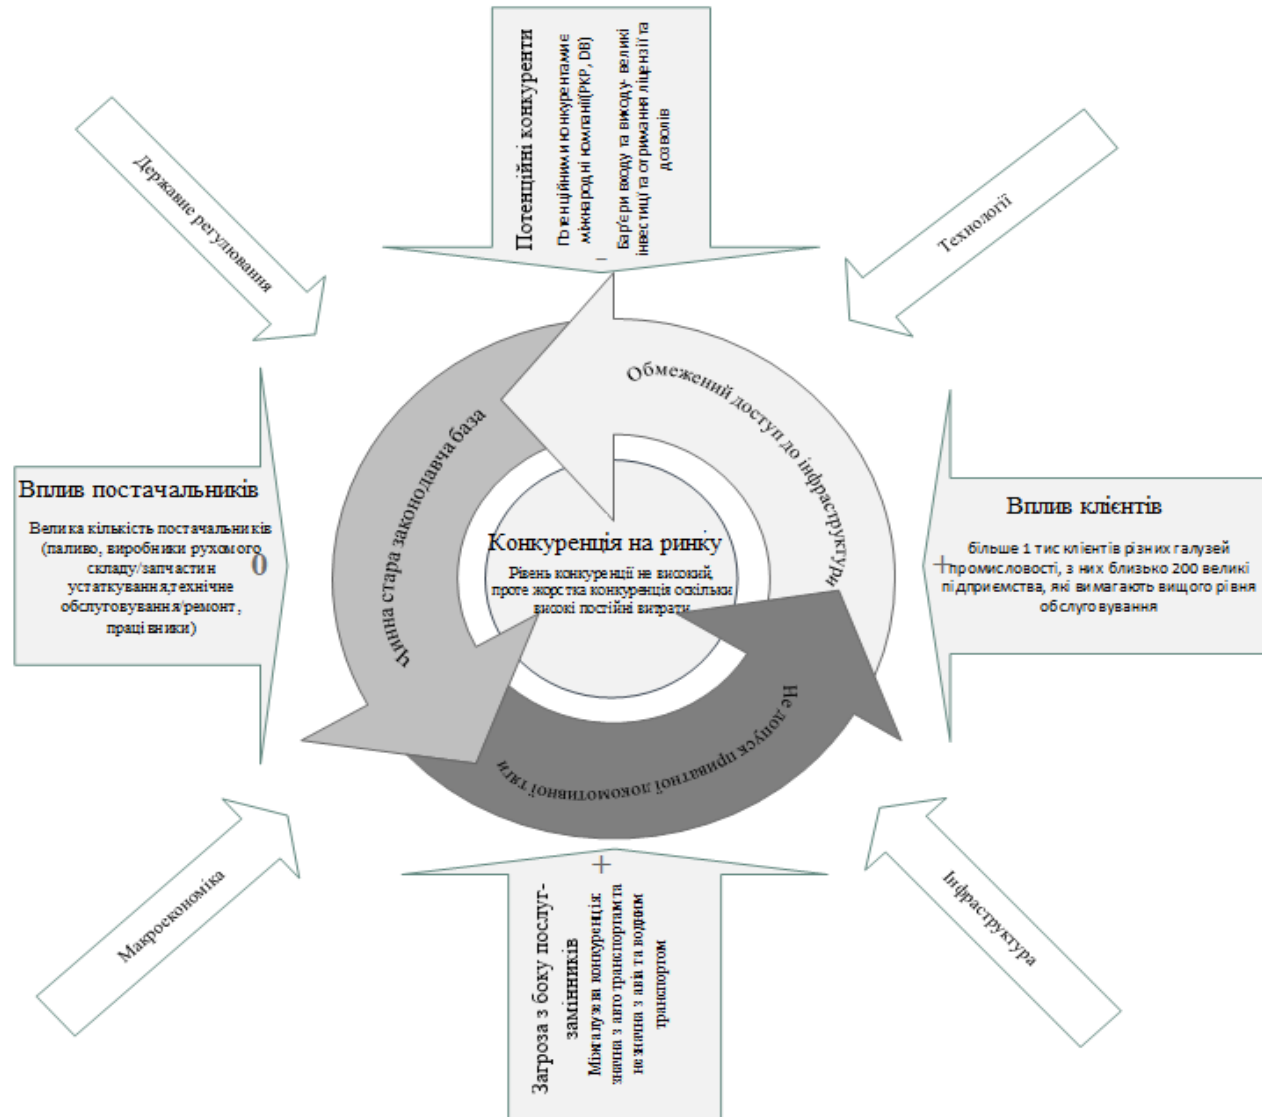 Потенційні конкуренти
Потенційними конкурентами є
міжнародні компанії(PKP, DB)
Бар'єри входу та виходу- великі
інвестиції та отримання ліцензії та
дозволів
–
Державне регулювання
Технології
Обмежений доступ до інфраструктури
Чинна стара законодавча база
Не допуск приватної локомотивної тяги
Вплив постачальників
Велика кількість постачальників
(паливо, виробники рухомого
складу/запчастин
устаткування,технічне
обслуговування/ремонт,
працівники)
0
Конкуренція на ринку
Рівень конкуренції не високий,
проте жорстка конкуренція оскільки
високі постійні витрати
Вплив клієнтів
більше 1 тис клієнтів різних галузей
промисловості, з них близько 200 великі
підприємства, які вимагають вищого рівня
обслуговування
+
Макроекономіка
Інфраструктура
+
Загроза з боку послуг-
замінників
Міжгалузева конкуренція:
значна з авто транспортам та
незначна з авіа та водним
транспортом